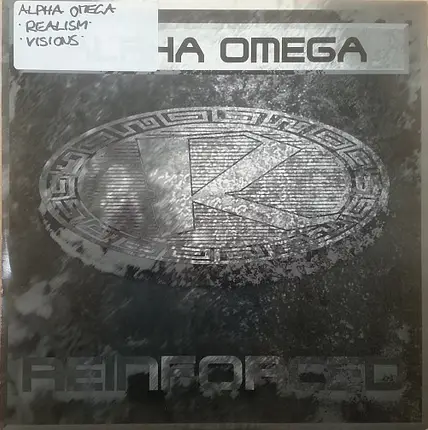 ALPHA OMEGA
· REALISM ·
· VISIONS
HA OMEGA
R
REINFORCED